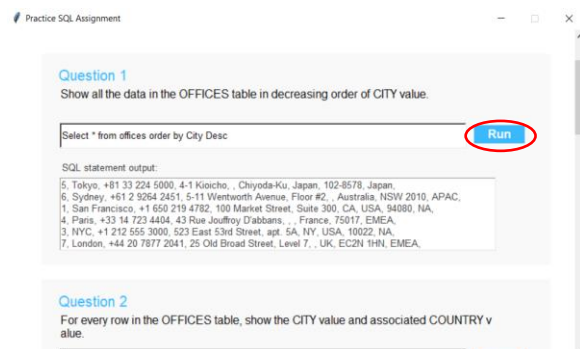 Practice SQL Assignment
Question 1
Show all the data in the OFFICES table in decreasing order of CITY value.
Select * from offices order by City Desc
Run
SQL statement output:
5, Tokyo, +81 33 224 5000, 4-1 Kioicho, , Chiyoda-Ku, Japan, 102-8578, Japan,
6, Sydney, +61 2 9264 2451, 5-11 Wentworth Avenue, Floor #2, , Australia, NSW 2010, APAC,
1, San Francisco, +1 650 219 4782, 100 Market Street, Suite 300, CA, USA, 94080, NA,
4, Paris, +33 14 723 4404, 43 Rue Jouffroy D'abbans, , , France, 75017, EMEA,
3, NYC, +1 212 555 3000, 523 East 53rd Street, apt. 5A, NY, USA, 10022, NA,
7, London, +44 20 7877 2041, 25 Old Broad Street, Level 7, , UK, EC2N 1HN, EMEA,
Question 2
For every row in the OFFICES table, show the CITY value and associated COUNTRY v
alue.